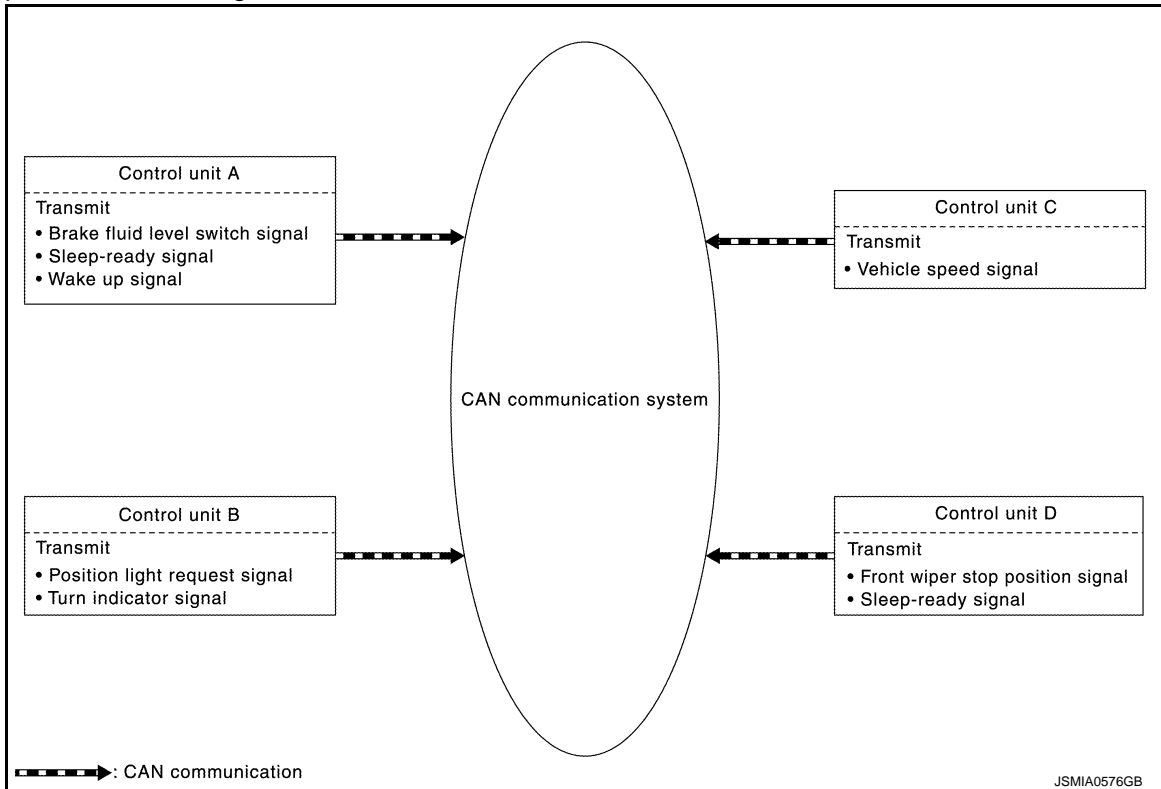 Control unit A
Transmit
• Brake fluid level switch signal
• Sleep-ready signal
• Wake up signal
Control unit C
Transmit
• Vehicle speed signal
CAN communication system
Control unit B
Transmit
• Position light request signal
• Turn indicator signal
Control unit D
Transmit
• Front wiper stop position signal
• Sleep-ready signal
: CAN communication
JSMIA0576GB